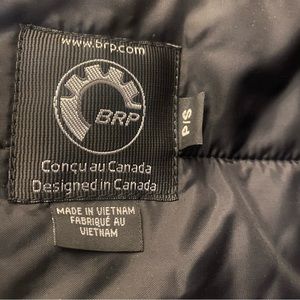 www.brp.com
BRP
S/P
Conçu au Canada
Designed in Canada
MADE IN VIETNAM
FABRIQUÉ AU
VIETNAM